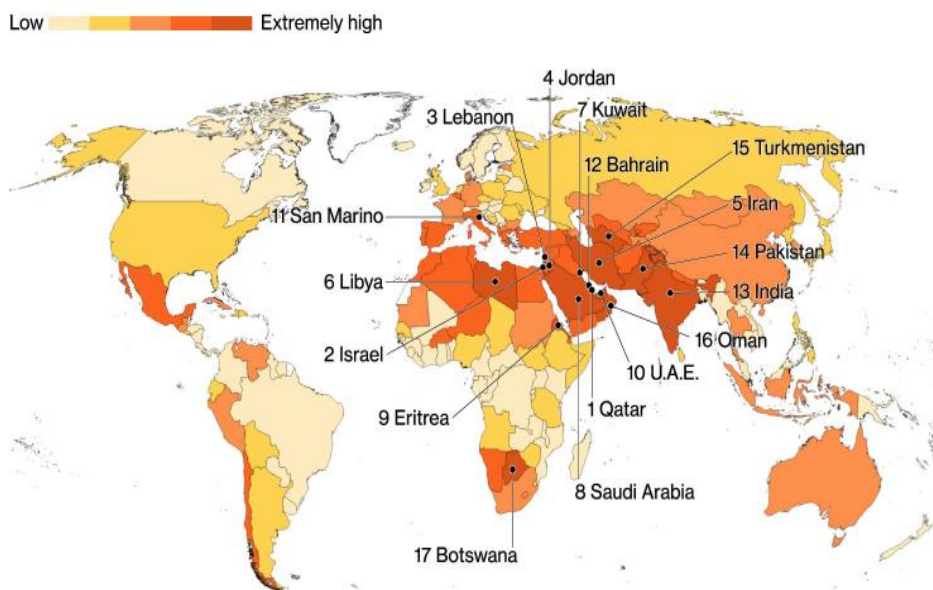 Low Extremely high
4 Jordan
3 Lebanon
7 Kuwait
12 Bahrain
15 Turkmenistan
11 San Marino
5 Iran
14 Pakistan
6 Libya
13 India
2 Israel
16 Oman
10 U.A.E.
9 Eritrea
1 Qatar
8 Saudi Arabia
17 Botswana